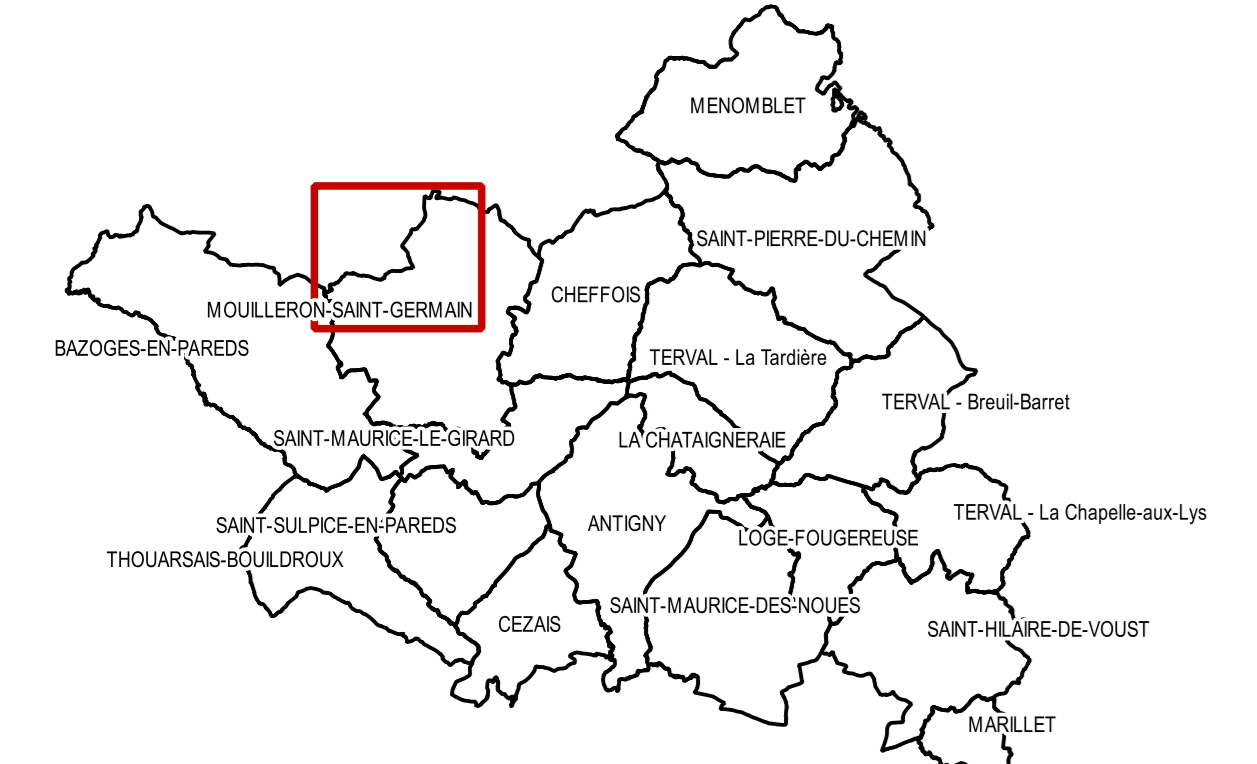 MENOMBLET
SAINT-PIERRE-DU-CHEMIN
CHEFFOIS
MOUILLERON-SAINT-GERMAIN
BAZOGES-EN-PAREDS
TERVAL - La Tardière
TERVAL - Breuil-Barret
SAINT-MAURICE-LE-GIRARD
LA CHATAIGNERAIE
TERVAL - La Chapelle-aux-Lys
SAINT-SULPICE-EN-PAREDS
ANTIGNY
LOGE-FOUGEREUSE
THOUARSAIS-BOUILDROUX
SAINT-MAURICE-DES-NOUES
CEZAIS
SAINT-HILAIRE-DE-VOUST
MARILLET